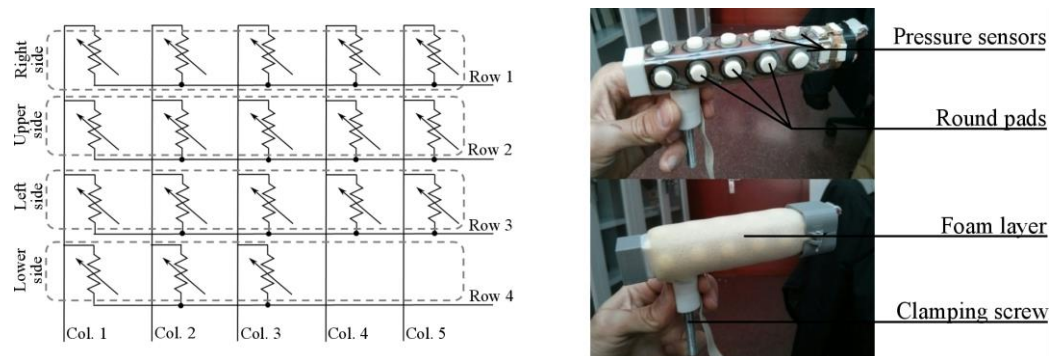 Right
side
Row 1
Upper
side
Row 2
Left
side
Row 3
Lower
side
Row 4
Col. 1
Col. 2
Col. 3
Col. 4
Col. 5
Pressure sensors
Round pads
Foam layer
Clamping screw